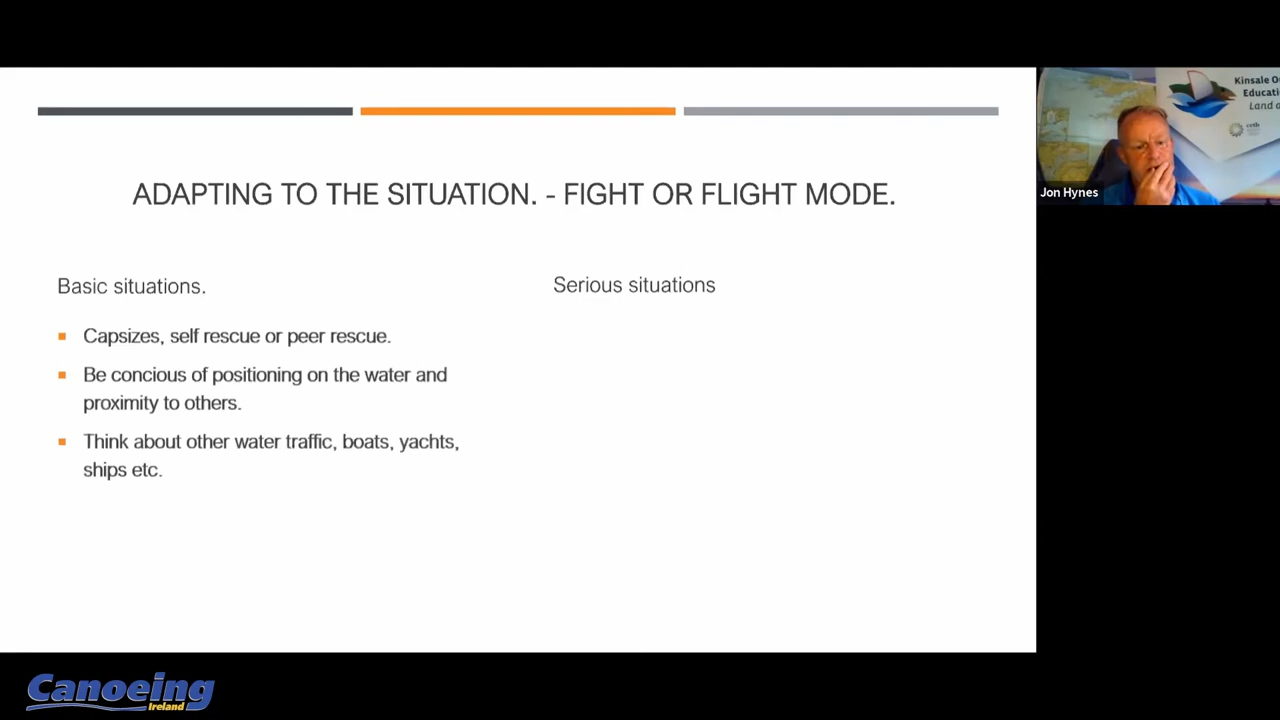 ADAPTING TO THE SITUATION. - FIGHT OR FLIGHT MODE.
Basic situations.
Capsizes, self rescue or peer rescue.
Be concious of positioning on the water and
proximity to others.
Think about other water traffic, boats, yachts,
ships etc.
Serious situations
Kinsale
Land
cetb
Jon Hynes
Canoeing
Ireland